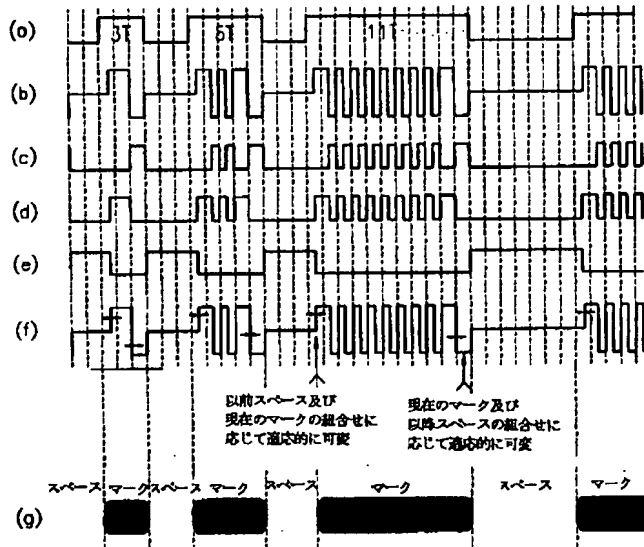 (a)
3T 5T 11T
(b)
(c)
(d)
(e)
(f)
以前スペース及び
現在のマークの組合せに
応じて適応的に可変
現在のマーク及び
以降スペースの組合せに
応じて適応的に可変
スペース マーク スペース マーク スペース マーク スペース マーク
(g)